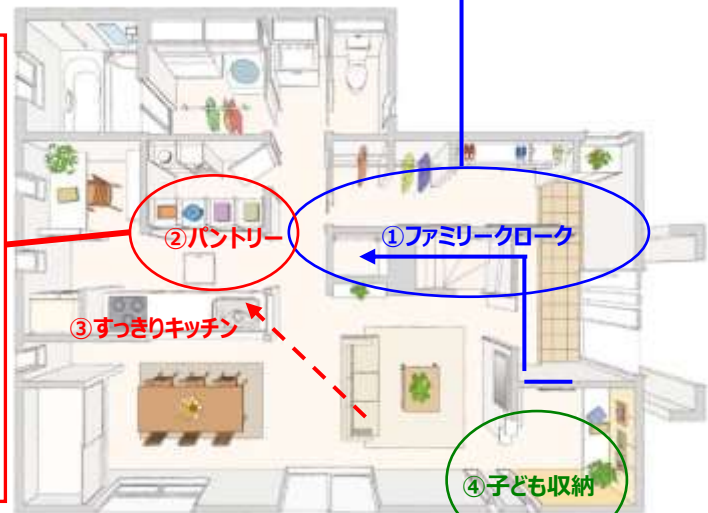 ①ファミリークローク
②パントリー
③すっきりキッチン
④子ども収納